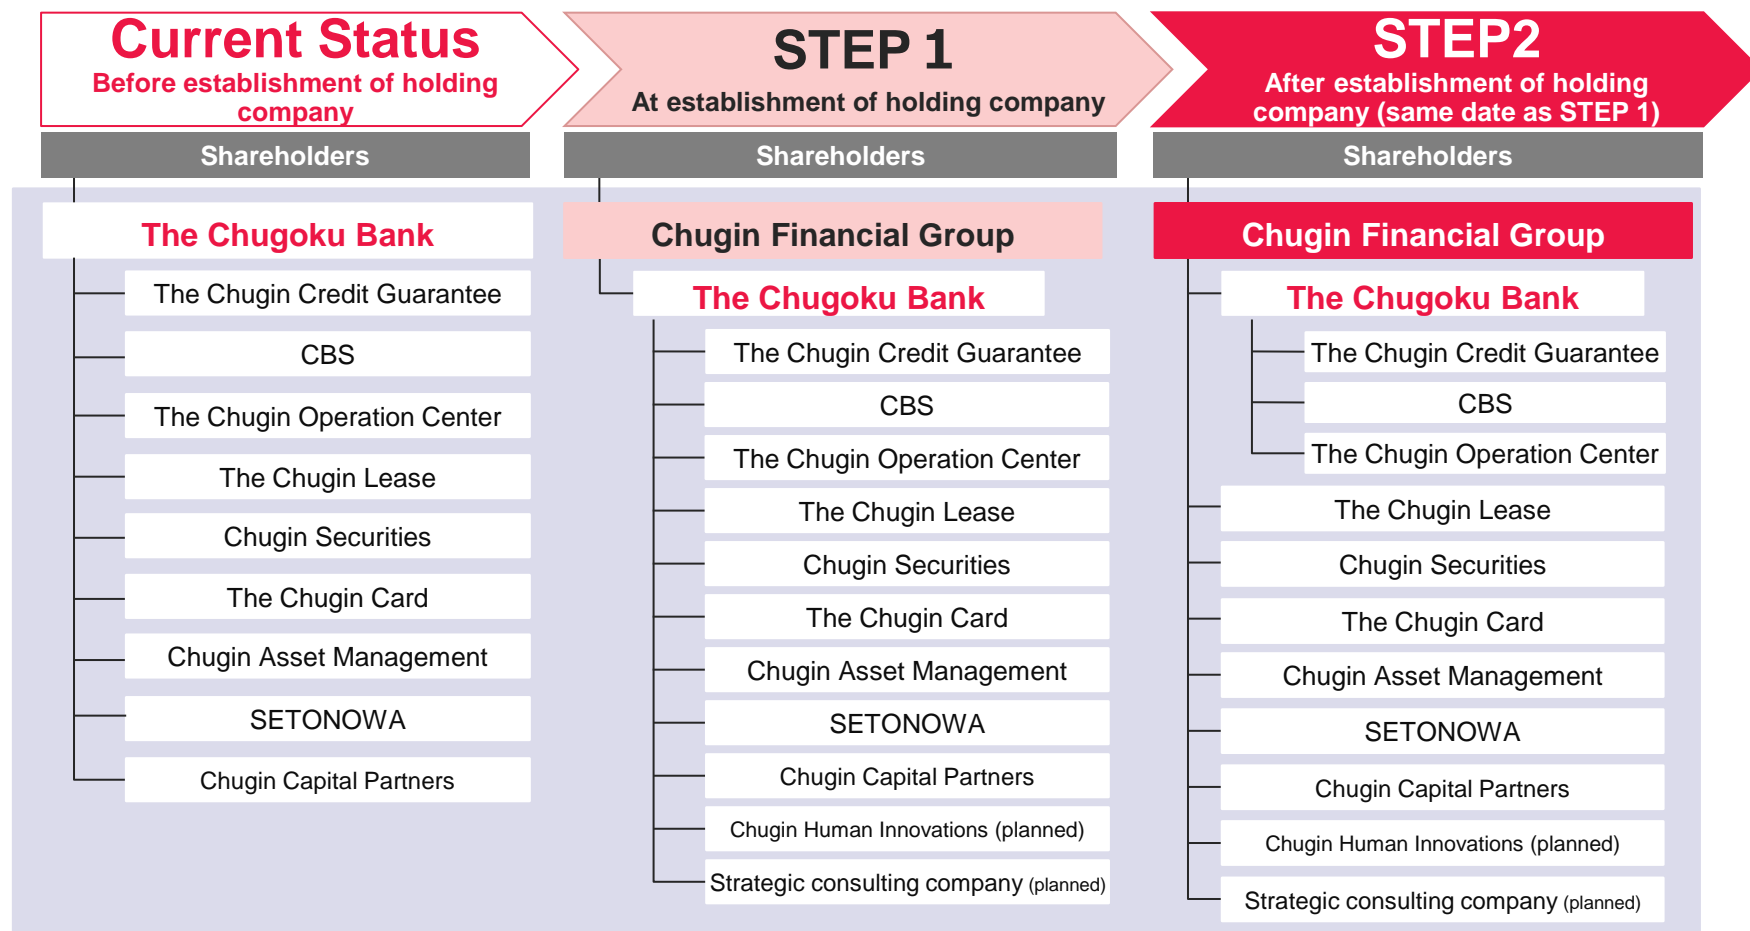 Current Status
Before establishment of holding
company
Shareholders
The Chugoku Bank
The Chugin Credit Guarantee
CBS
The Chugin Operation Center
The Chugin Lease
Chugin Securities
The Chugin Card
Chugin Asset Management
SETONOWA
Chugin Capital Partners
STEP 1
At establishment of holding company
Shareholders
Chugin Financial Group
The Chugoku Bank
The Chugin Credit Guarantee
CBS
The Chugin Operation Center
The Chugin Lease
Chugin Securities
The Chugin Card
Chugin Asset Management
SETONOWA
Chugin Capital Partners
Chugin Human Innovations (planned)
Strategic consulting company (planned)
STEP2
After establishment of holding
company (same date as STEP 1)
Shareholders
Chugin Financial Group
The Chugoku Bank
The Chugin Credit Guarantee
CBS
The Chugin Operation Center
The Chugin Lease
Chugin Securities
The Chugin Card
Chugin Asset Management
SETONOWA
Chugin Capital Partners
Chugin Human Innovations (planned)
Strategic consulting company (planned)